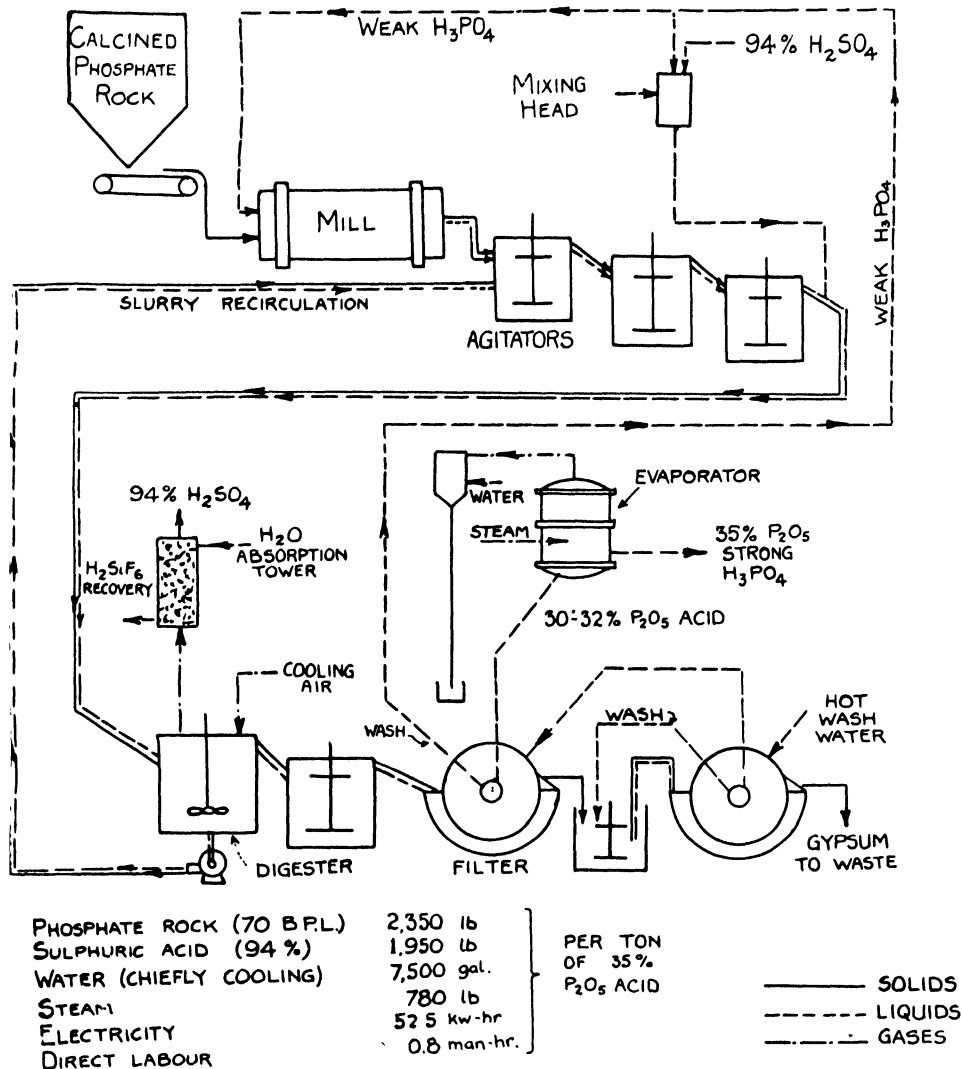 CALCINED
PHOSPHATE
ROCK
WEAK H₃PO₄
94% H₂SO₄
MIXING
HEAD
MILL
WEAK H₃PO₄
SLURRY RECIRCULATION
AGITATORS
94% H₂SO₄
H₂O
ABSORPTION
TOWER
H₂SiF₆
RECOVERY
WATER
EVAPORATOR
STEAM
35% P₂O₅
STRONG
H₃PO₄
30-32% P₂O₅ ACID
COOLING
AIR
WASH
WASH
HOT
WASH
WATER
DIGESTER
FILTER
GYPSUM
TO WASTE
PHOSPHATE ROCK (70 B P.L.) 2,350 lb
SULPHURIC ACID (94 %) 1,950 lb
WATER (CHIEFLY COOLING) 7,500 gal.
STEAM 780 lb
ELECTRICITY 52 5 Kw-hr
DIRECT LABOUR 0.8 man-hr.
PER TON
OF 35%
P₂O₅ ACID
SOLIDS
LIQUIDS
GASES